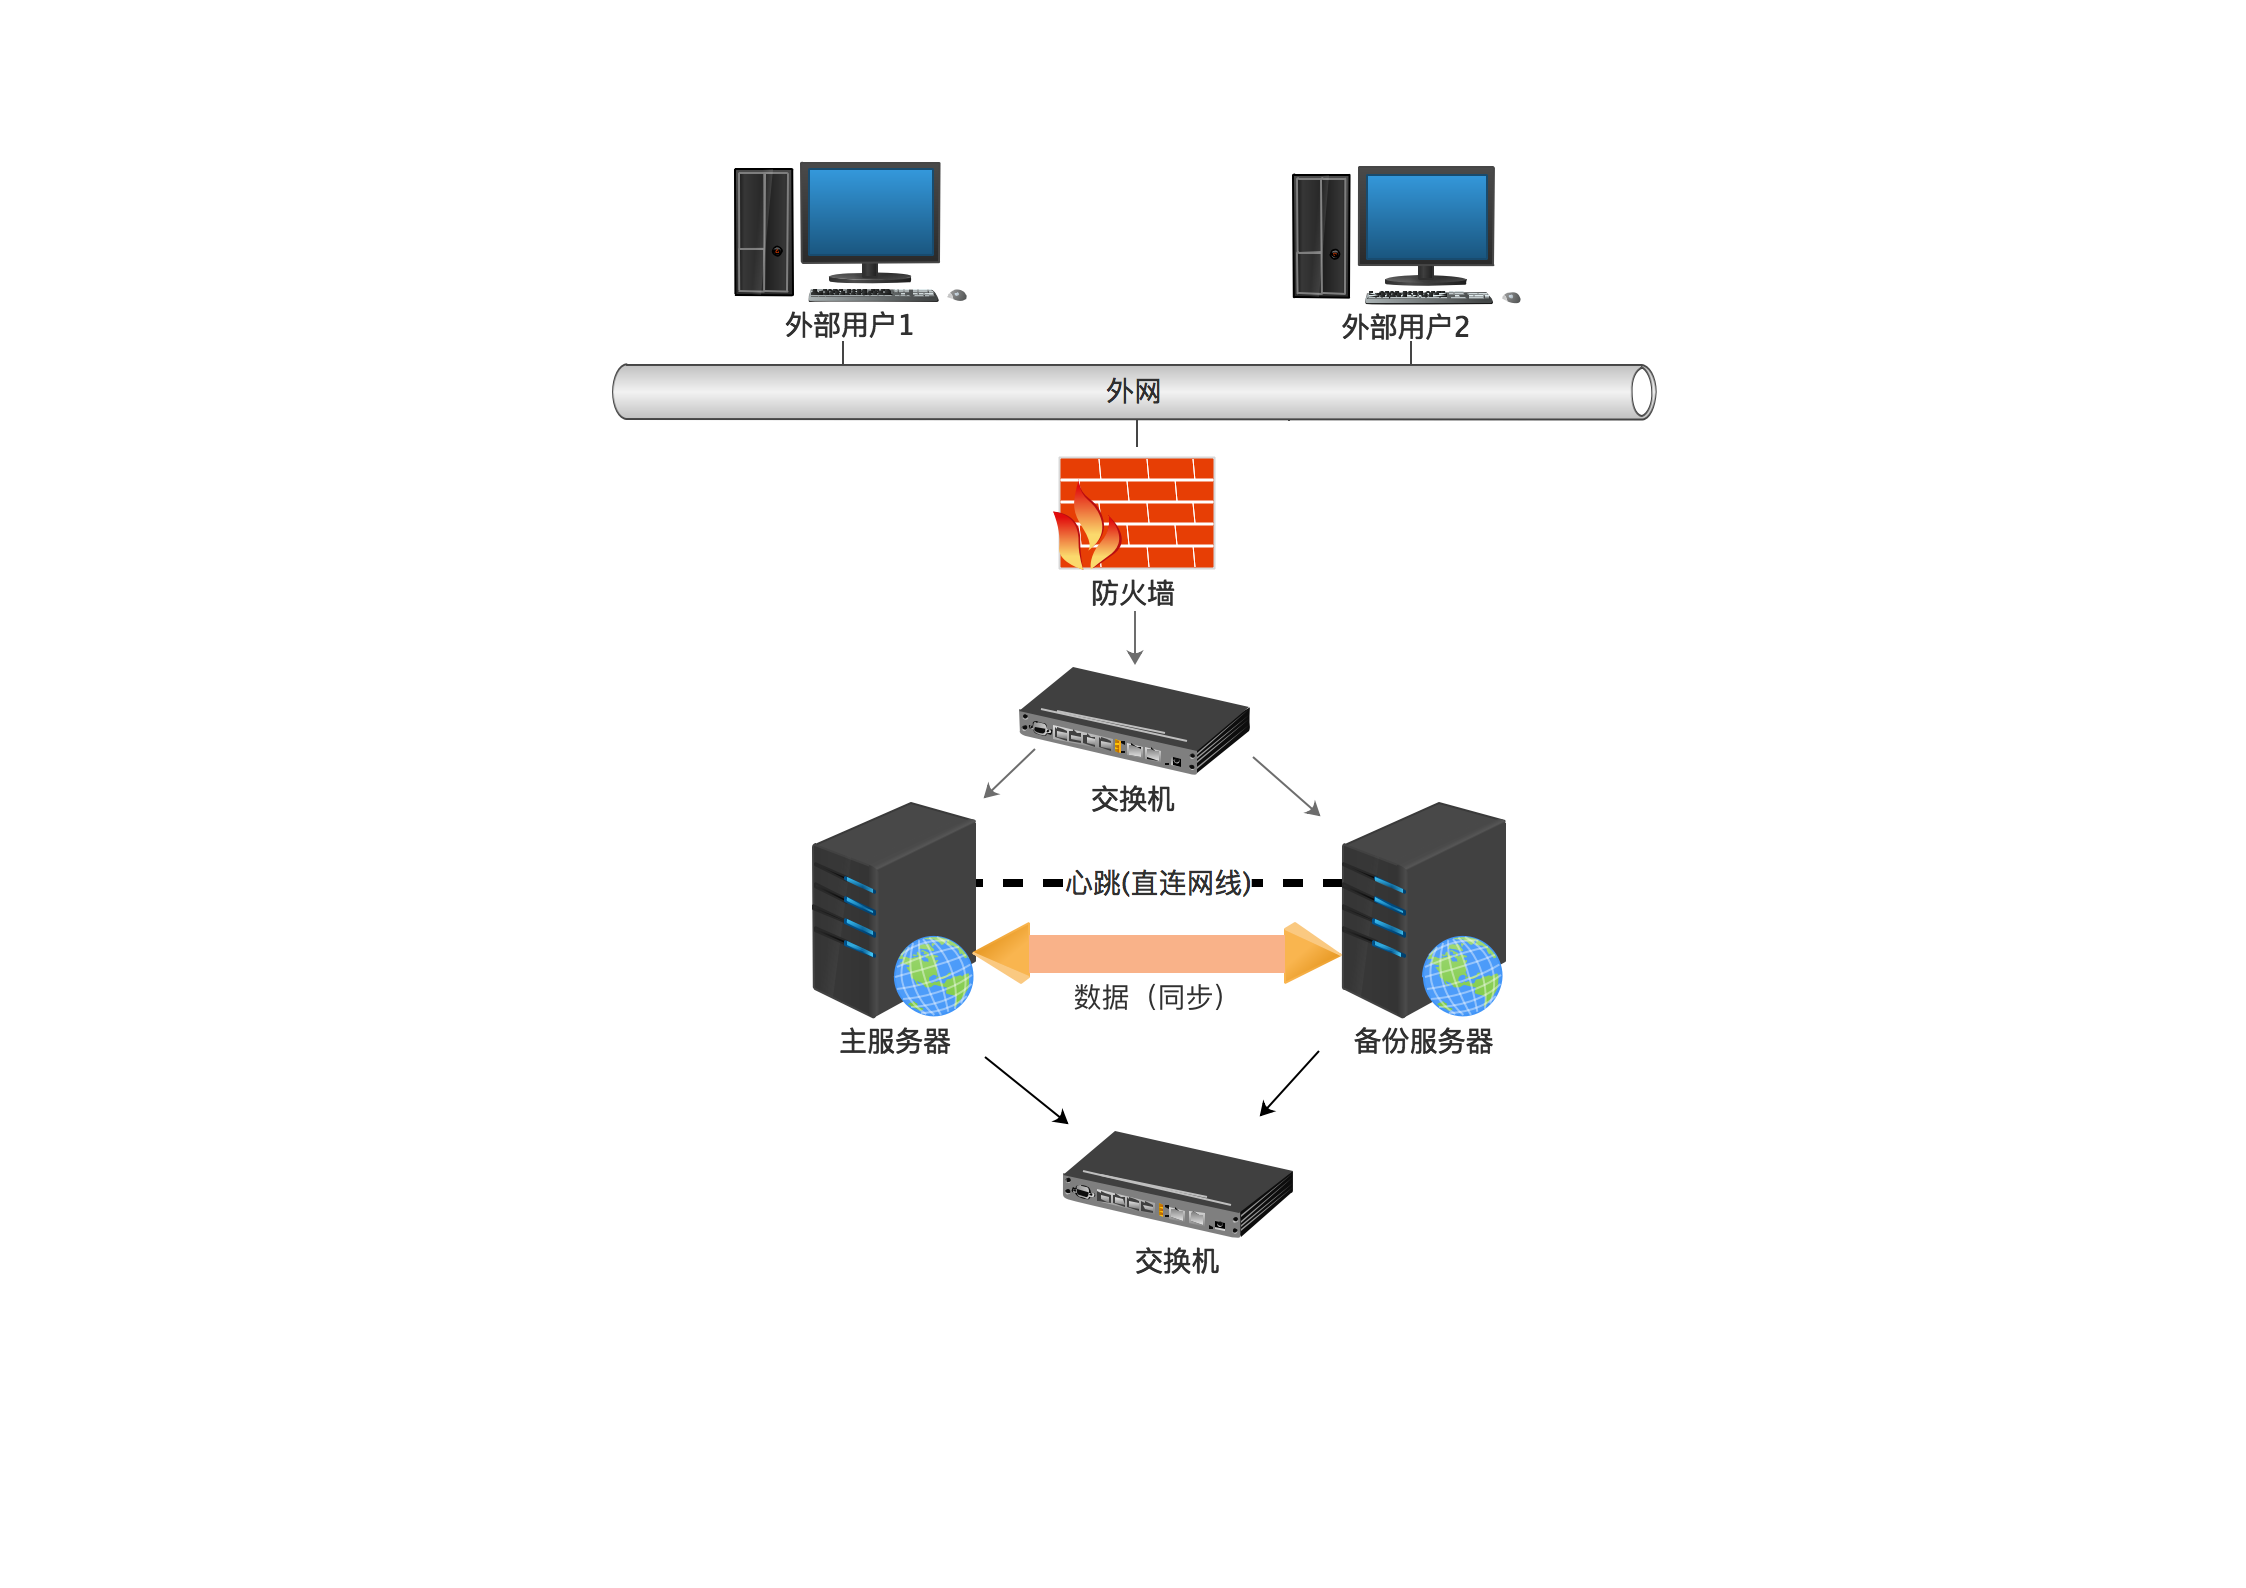 外部用户1
外部用户2
外网
防火墙
交换机
心跳(直连网线)
数据（同步）
主服务器
备份服务器
交换机